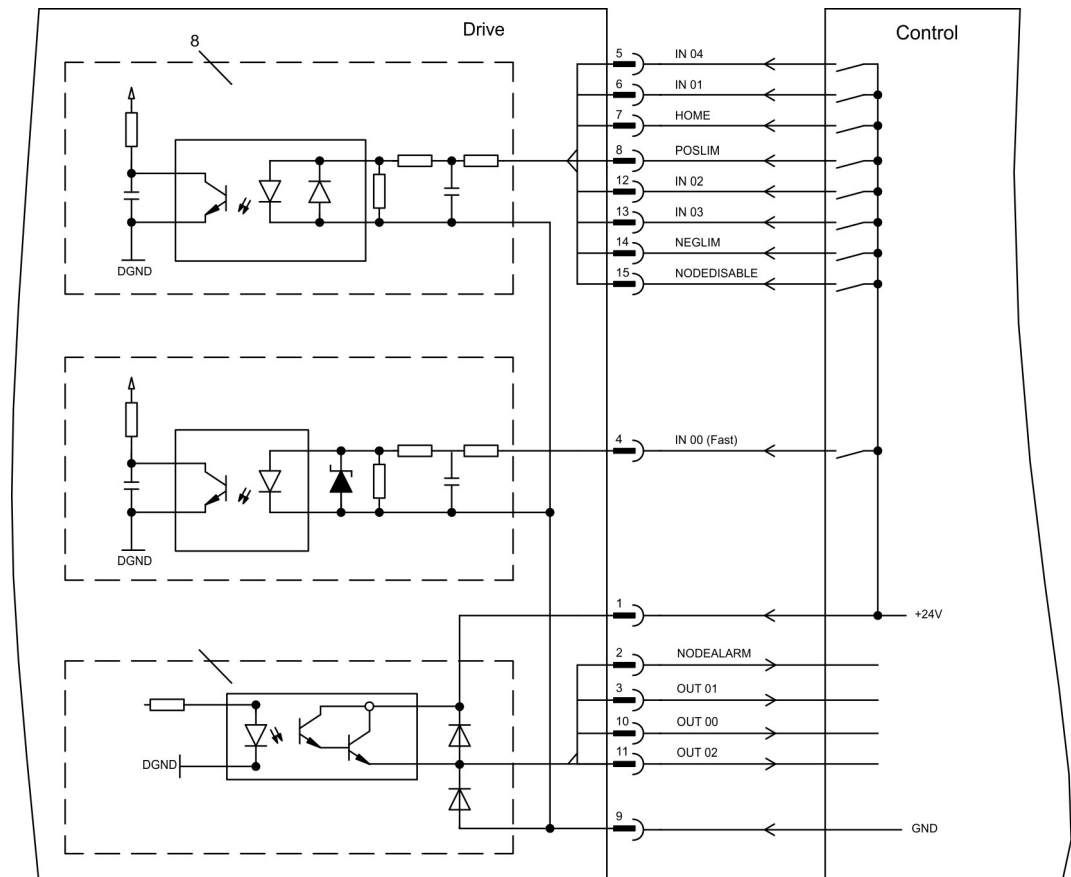 Drive
Control
8
5 IN 04
6 IN 01
7 HOME
8 POSLIM
12 IN 02
13 IN 03
14 NEGLIM
15 NODEDISABLE
DGND
4 IN 00 (Fast)
DGND
1 +24V
2 NODEALARM
3 OUT 01
10 OUT 00
11 OUT 02
DGND
9 GND